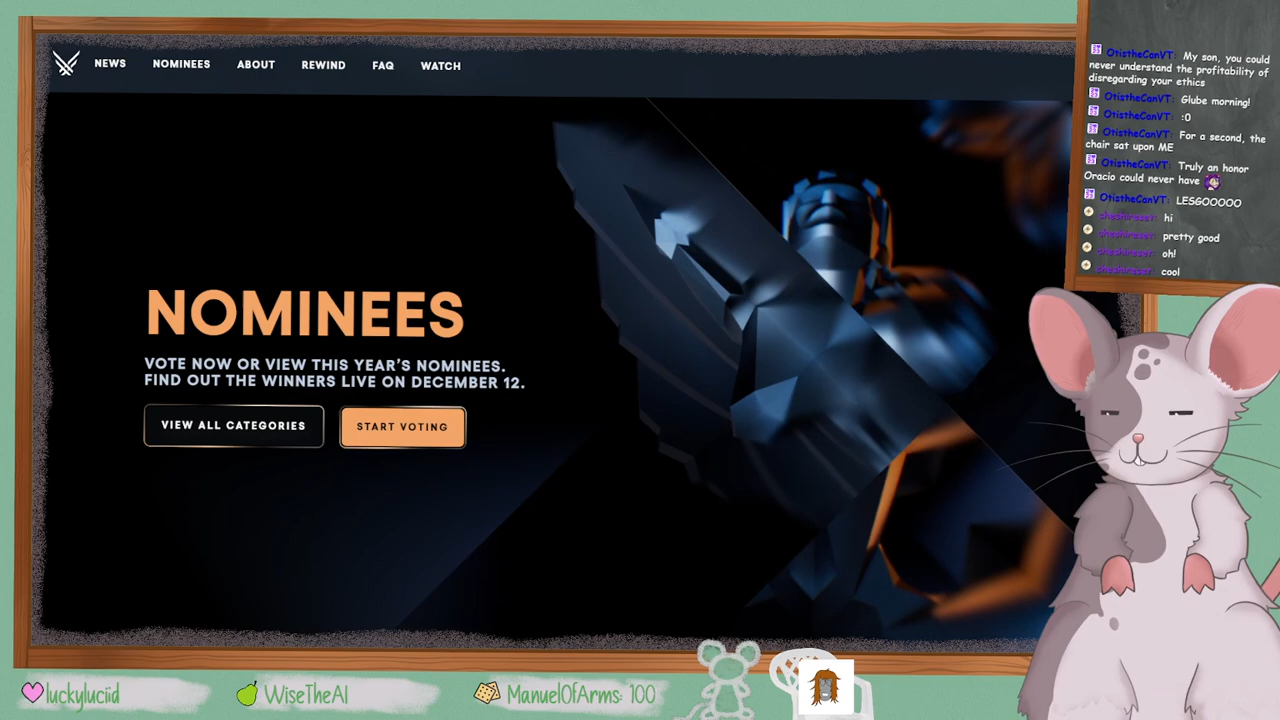 NEWS NOMINEES ABOUT REWIND FAQ WATCH
NOMINEES
VOTE NOW OR VIEW THIS YEAR'S NOMINEES.
FIND OUT THE WINNERS LIVE ON DECEMBER 12.
VIEW ALL CATEGORIES START VOTING
OtistheCanVT: My son, you could
never understand the profitability of
disregarding your ethics
OtistheCanVT: Glube morning!
OtistheCanVT: :0
OtistheCanVT: For a second, the
chair sat upon ME
OtistheCanVT: Truly an honor
Oracio could never have
OtistheCanVT: LESGOOOOO
hi
pretty good
oh!
cool
luckyluciid WiseTheAI ManuelOfArms: 100